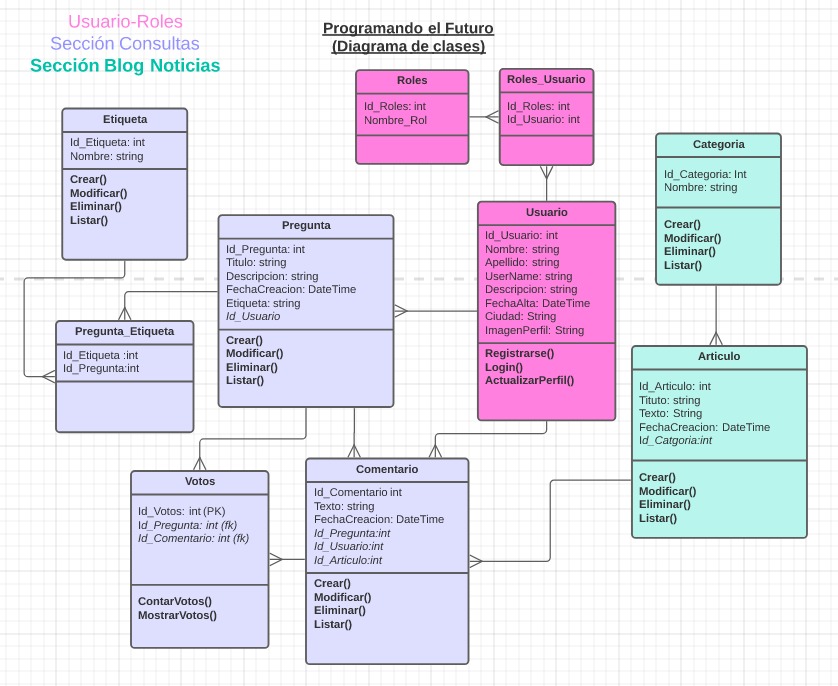 Usuario-Roles
Sección Consultas
Sección Blog Noticias
Programando el Futuro
(Diagrama de clases)
Roles
Id_Roles: int
Nombre_Rol
Roles_Usuario
Id_Roles: int
Id_Usuario: int
Etiqueta
Id_Etiqueta: int
Nombre: string
Crear()
Modificar()
Eliminar()
Listar()
Categoria
Id_Categoria: Int
Nombre: string
Crear()
Modificar()
Eliminar()
Listar()
Pregunta
Id_Pregunta: int
Titulo: string
Descripcion: string
FechaCreacion: DateTime
Etiqueta: string
Id_Usuario
Crear()
Modificar()
Eliminar()
Listar()
Usuario
Id_Usuario: int
Nombre: string
Apellido: string
UserName: string
Descripcion: string
FechaAlta: DateTime
Ciudad: String
ImagenPerfil: String
Registrarse()
Login()
ActualizarPerfil()
Pregunta_Etiqueta
Id_Etiqueta :int
Id_Pregunta:int
Articulo
Id_Articulo: int
Tituto: string
Texto: String
FechaCreacion: DateTime
Id_Catgoria:int
Crear()
Modificar()
Eliminar()
Listar()
Votos
Id_Votos: int (PK)
Id_Pregunta: int (fk)
Id_Comentario: int (fk)
ContarVotos()
MostrarVotos()
Comentario
Id_Comentario int
Texto: string
FechaCreacion: DateTime
Id_Pregunta:int
Id_Usuario:int
Id_Articulo:int
Crear()
Modificar()
Eliminar()
Listar()